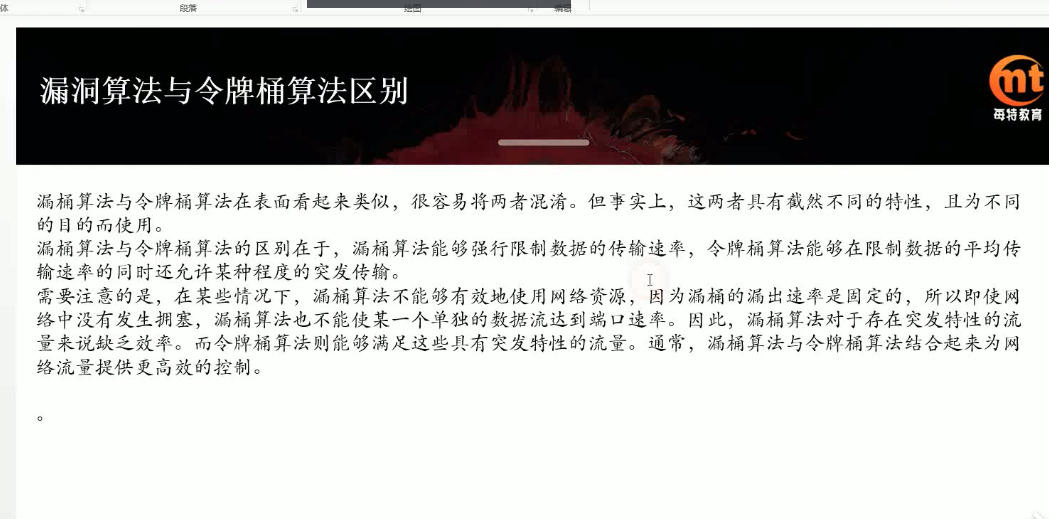 体
段落
绘图
编辑
漏洞算法与令牌桶算法区别
mt
每特教育
漏桶算法与令牌桶算法在表面看起来类似，很容易将两者混淆。但事实上，这两者具有截然不同的特性，且为不同
的目的而使用。
漏桶算法与令牌桶算法的区别在于，漏桶算法能够强行限制数据的传输速率，令牌桶算法能够在限制数据的平均传
输速率的同时还允许某种程度的突发传输。
需要注意的是，在某些情况下，漏桶算法不能够有效地使用网络资源，因为漏桶的漏出速率是固定的，所以即使网
络中没有发生拥塞，漏桶算法也不能使某一个单独的数据流达到端口速率。因此，漏桶算法对于存在突发特性的流
量来说缺乏效率。而令牌桶算法则能够满足这些具有突发特性的流量。通常，漏桶算法与令牌桶算法结合起来为网
络流量提供更高效的控制。
。